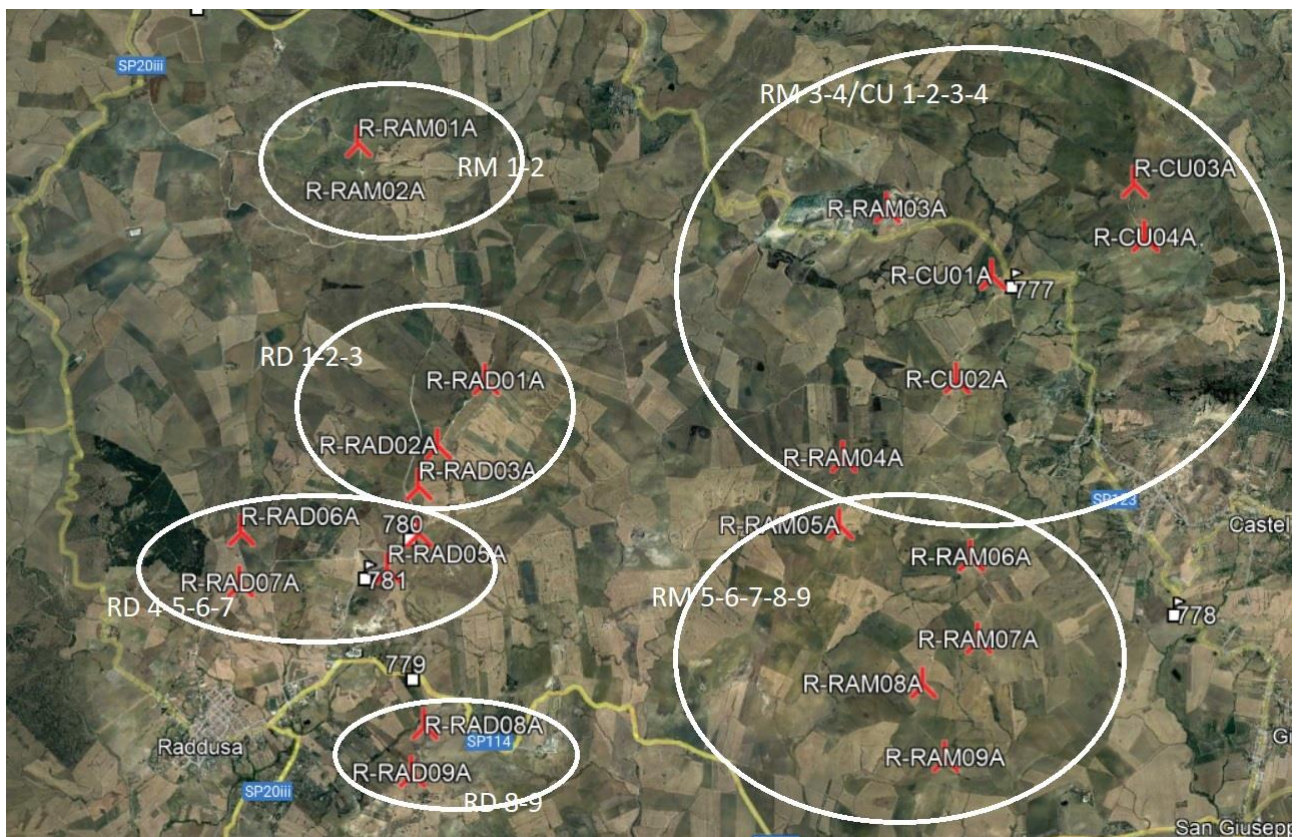 SP20iii
R-RAM01A
RM 1-2
R-RAM02A
RM 3-4/CU 1-2-3-4
R-CU03A
R-RAM03A
R-CU04A
R-CU01A
777
RD 1-2-3
R-RAD01A
R-CU02A
R-RAD02A
R-RAD03A
R-RAM04A
SP123
R-RAD06A
780
R-RAM05A
Castel
R-RAD05A
R-RAM06A
R-RAD07A
781
RD 4-5-6-7
RM 5-6-7-8-9
778
R-RAM07A
779
R-RAM08A
R-RAD08A
Raddusa
SP114
Gi
R-RAD09A
R-RAM09A
SP20iii
RD 8-9
San Giusepp